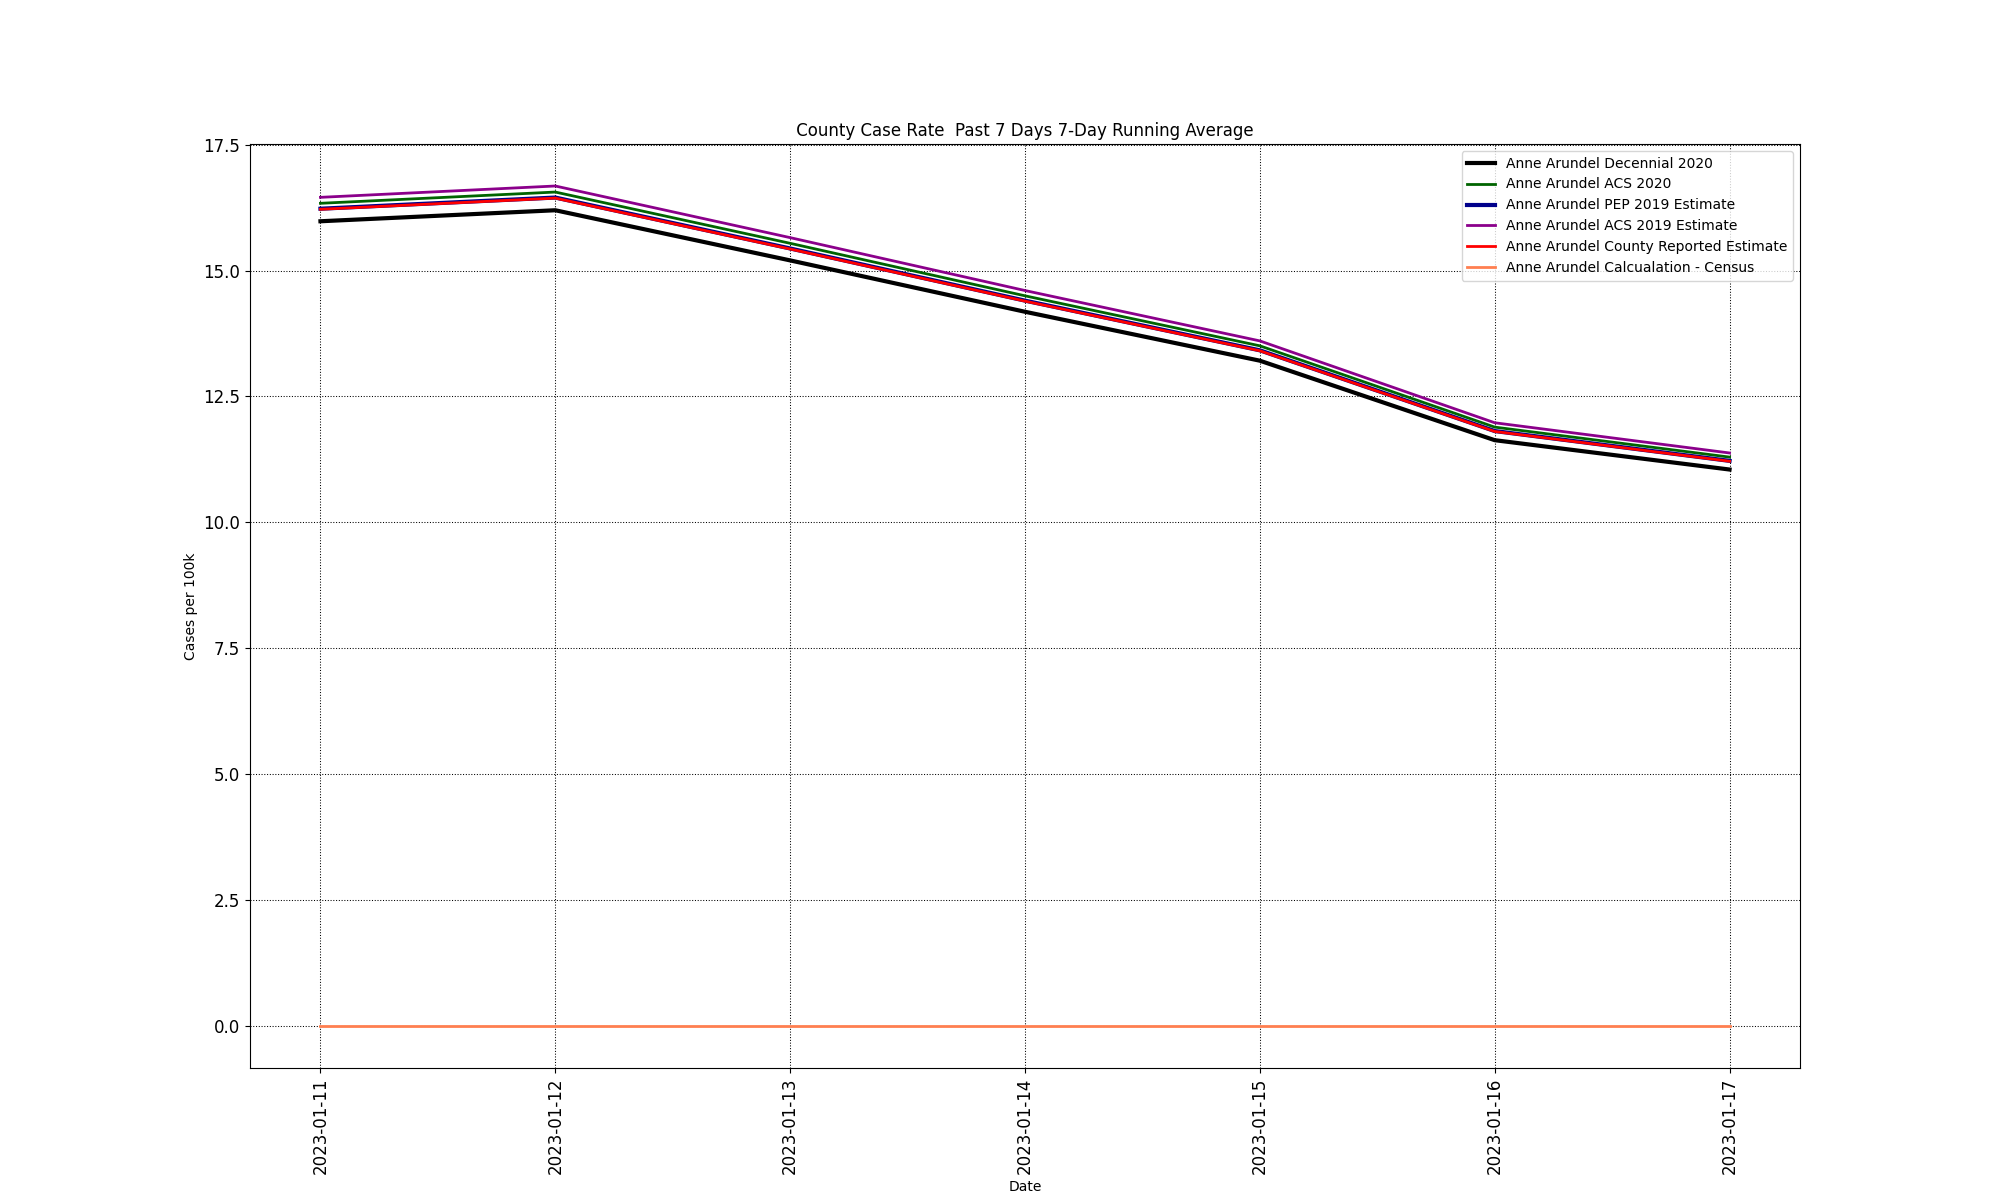 County Case Rate  Past 7 Days 7-Day Running Average
17.5
15.0
12.5
10.0
7.5
5.0
2.5
0.0
Cases per 100k
Anne Arundel Decennial 2020
Anne Arundel ACS 2020
Anne Arundel PEP 2019 Estimate
Anne Arundel ACS 2019 Estimate
Anne Arundel County Reported Estimate
Anne Arundel Calcualation - Census
2023-01-11
2023-01-12
2023-01-13
2023-01-14
2023-01-15
2023-01-16
2023-01-17
Date